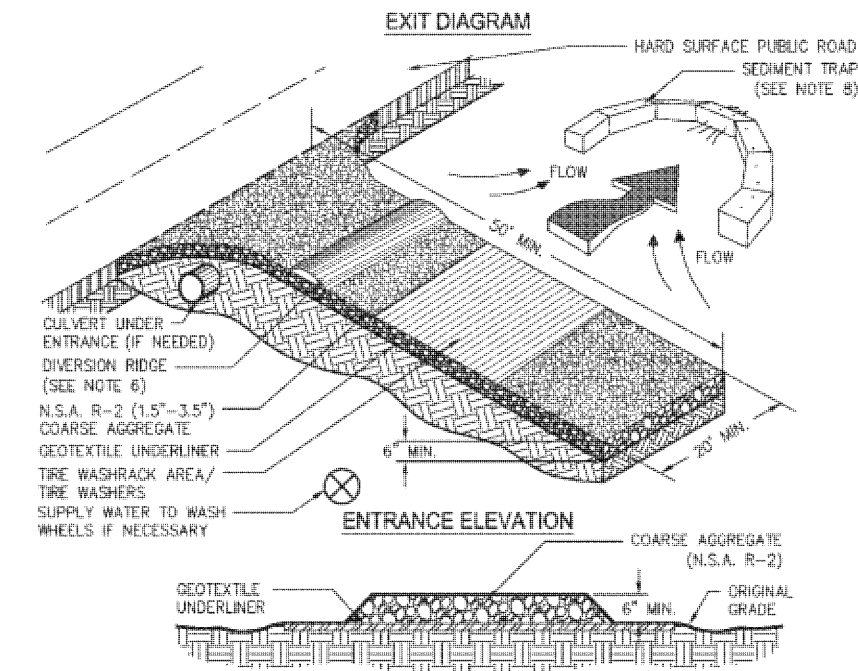 EXIT DIAGRAM
HARD SURFACE PUBLIC ROAD
SEDIMENT TRAP
(SEE NOTE 8)
FLOW
50' MIN.
FLOW
CULVERT UNDER
ENTRANCE (IF NEEDED)
DIVERSION RIDGE
(SEE NOTE 6)
N.S.A. R-2 (1.5"-3.5")
COARSE AGGREGATE
GEOTEXTILE UNDERLINER
TIRE WASHRACK AREA/
TIRE WASHERS
SUPPLY WATER TO WASH
WHEELS IF NECESSARY
6" MIN.
20' MIN.
ENTRANCE ELEVATION
COARSE AGGREGATE
(N.S.A. R-2)
GEOTEXTILE
UNDERLINER
6" MIN.
ORIGINAL
GRADE